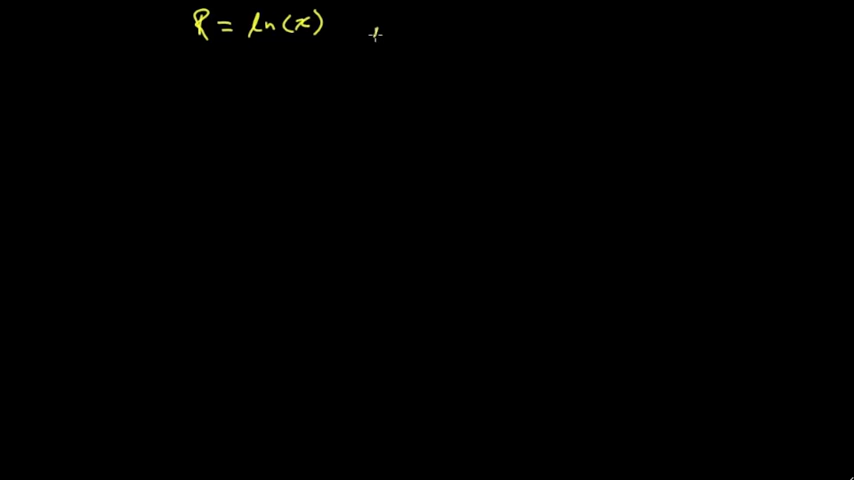 R = ln(x)